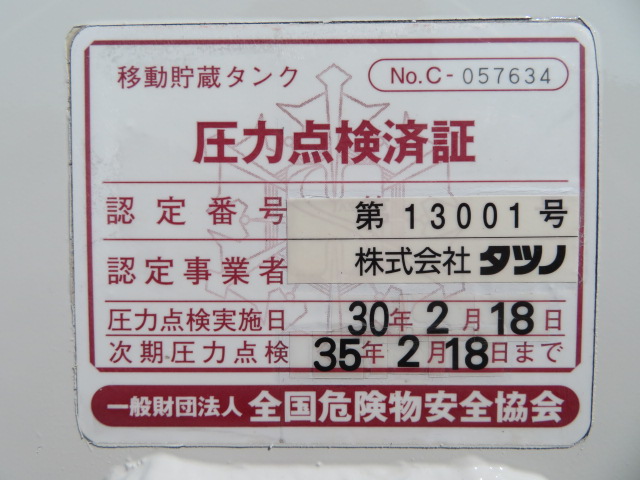 移動貯蔵タンク No.C-057634
圧力点検済証
認定番号 第13001号
認定事業者 株式会社タツノ
圧力点検実施日 30年2月18日
次期圧力点検 35年2月18日まで
一般財団法人 全国危険物安全協会